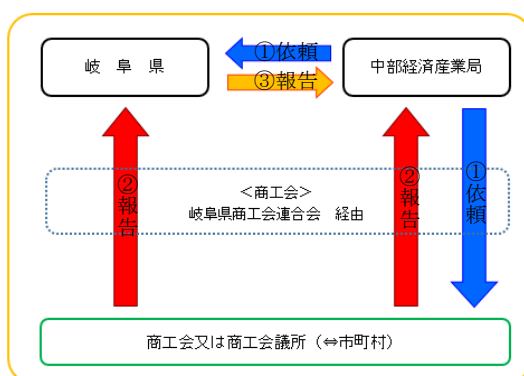 岐 阜 県
①依頼
③報告
中部経済産業局
②報告
＜商工会＞
岐阜県商工会連合会　経由
②報告
①依頼
商工会又は商工会議所（⇔市町村）